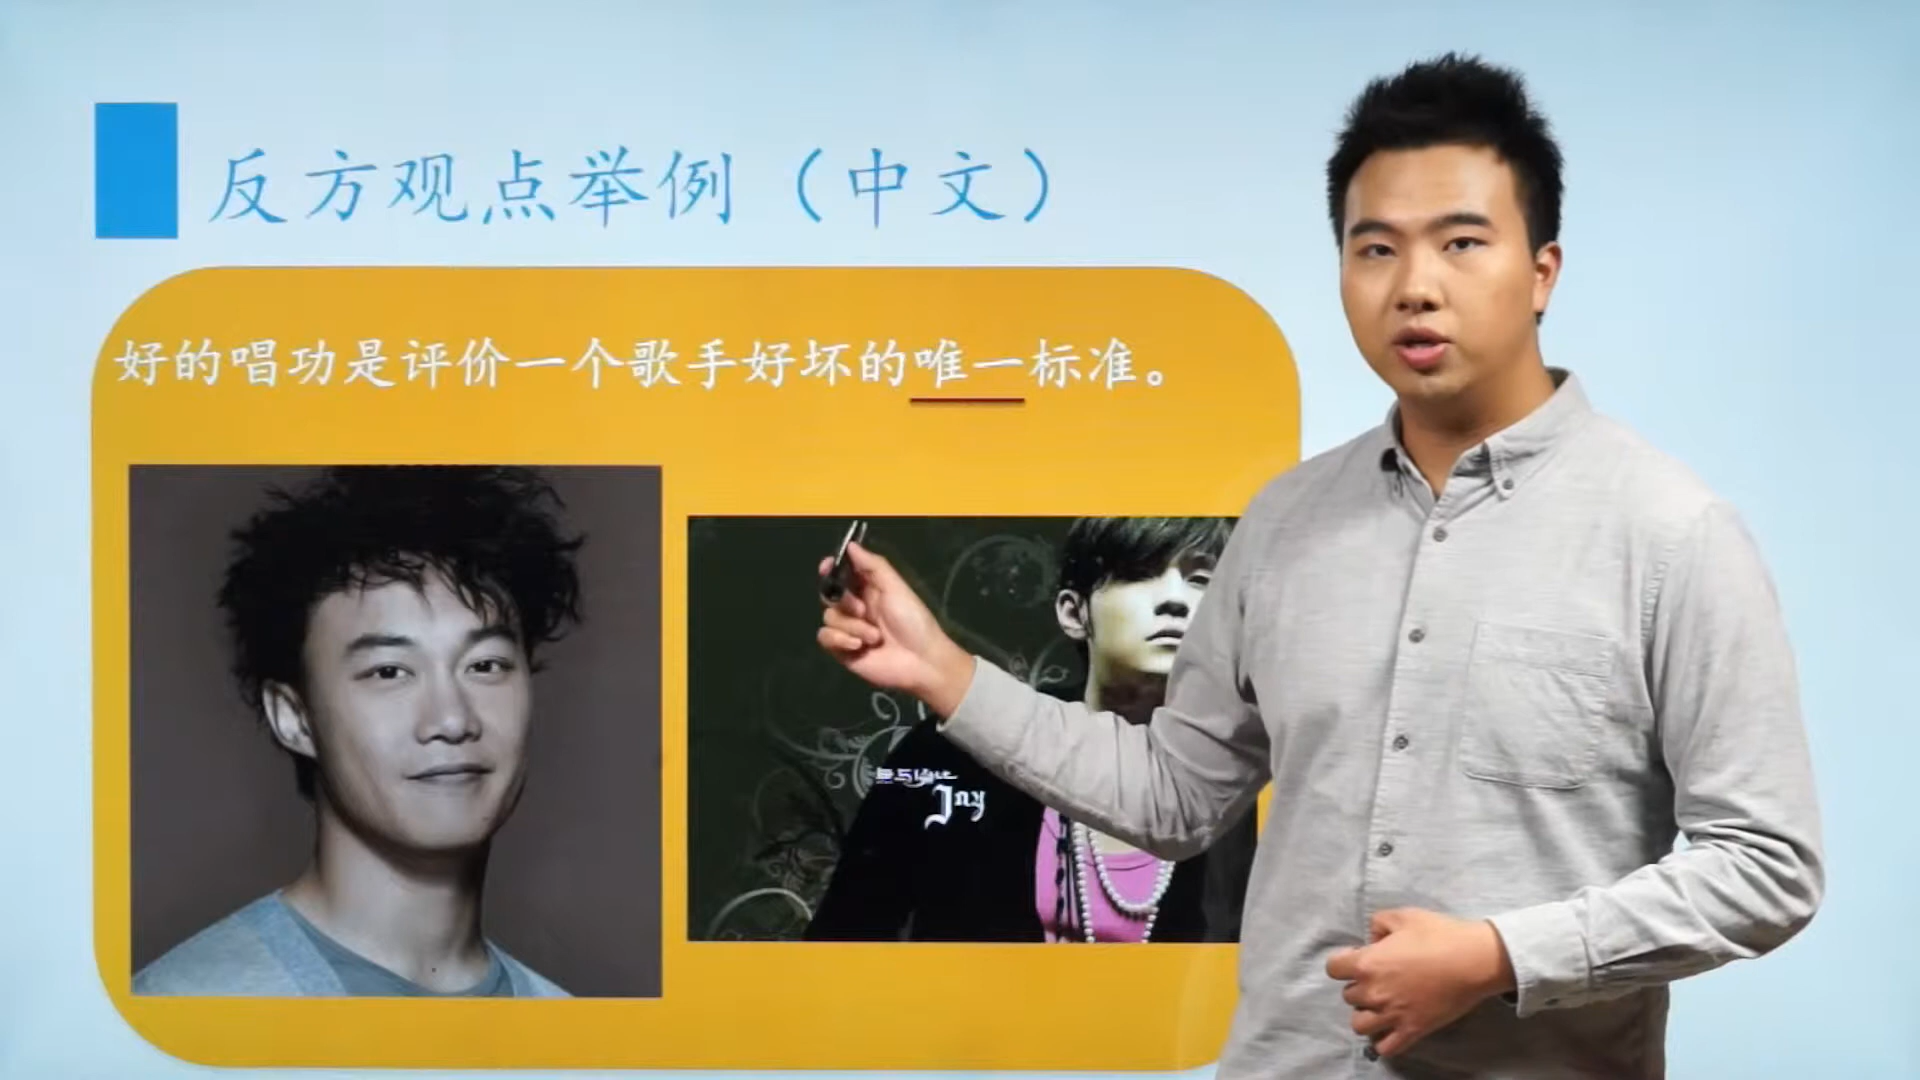 反方观点举例（中文）
好的唱功是评价一个歌手好坏的唯一标准。
Jay